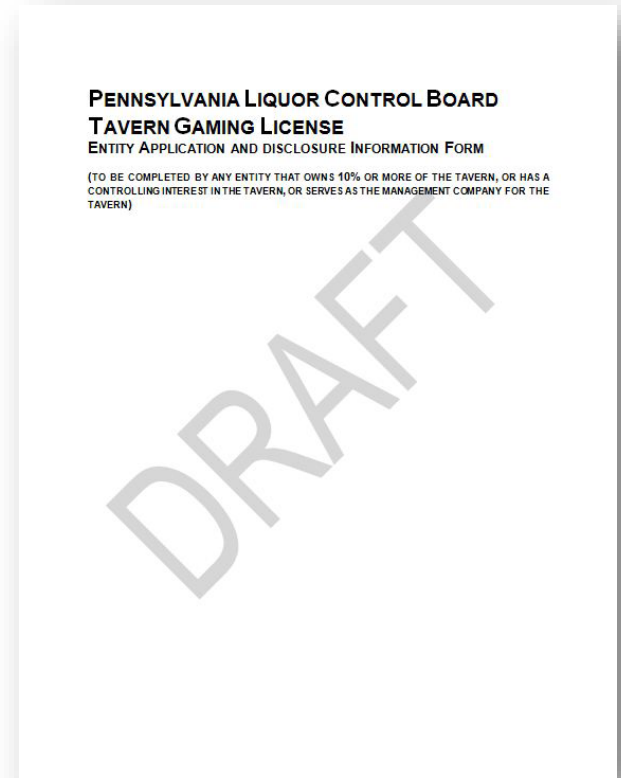 PENNSYLVANIA LIQUOR CONTROL BOARD
TAVERN GAMING LICENSE
ENTITY APPLICATION AND DISCLOSURE INFORMATION FORM
(TO BE COMPLETED BY ANY ENTITY THAT OWNS 10% OR MORE OF THE TAVERN, OR HAS A
CONTROLLING INTEREST IN THE TAVERN, OR SERVES AS THE MANAGEMENT COMPANY FOR THE
TAVERN)
DRAFT